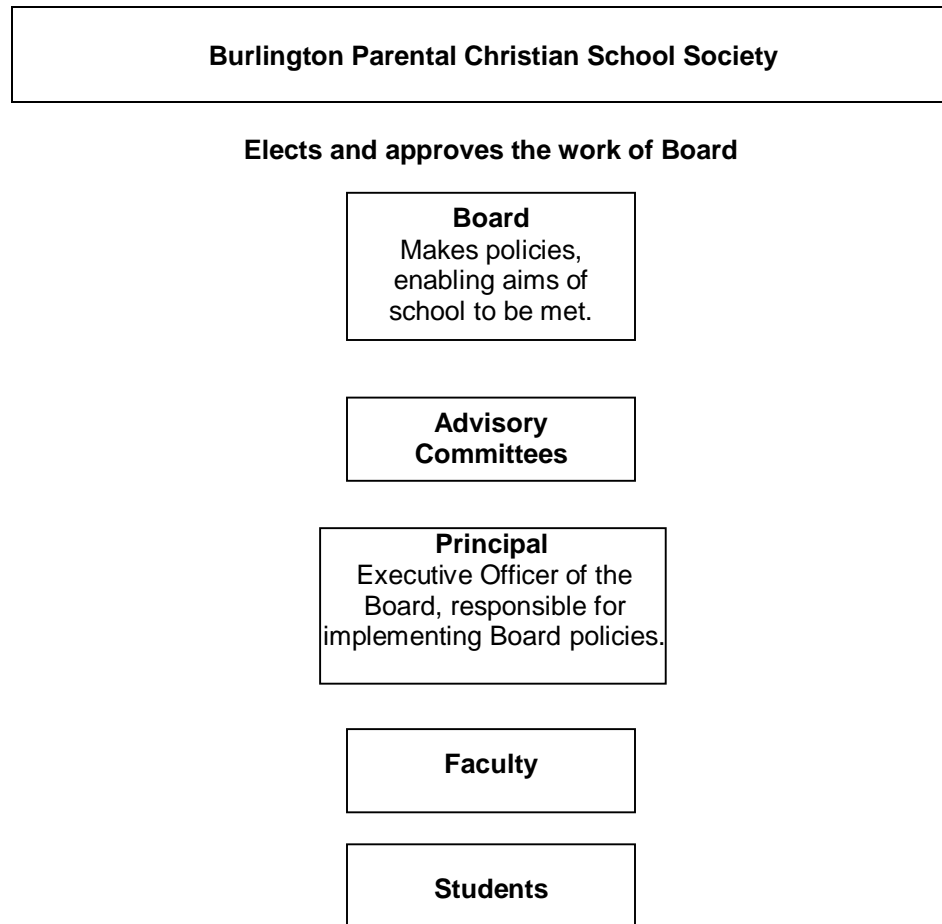 Burlington Parental Christian School Society
Elects and approves the work of Board
Board
Makes policies,
enabling aims of
school to be met.
Advisory
Committees
Principal
Executive Officer of the
Board, responsible for
implementing Board policies.
Faculty
Students